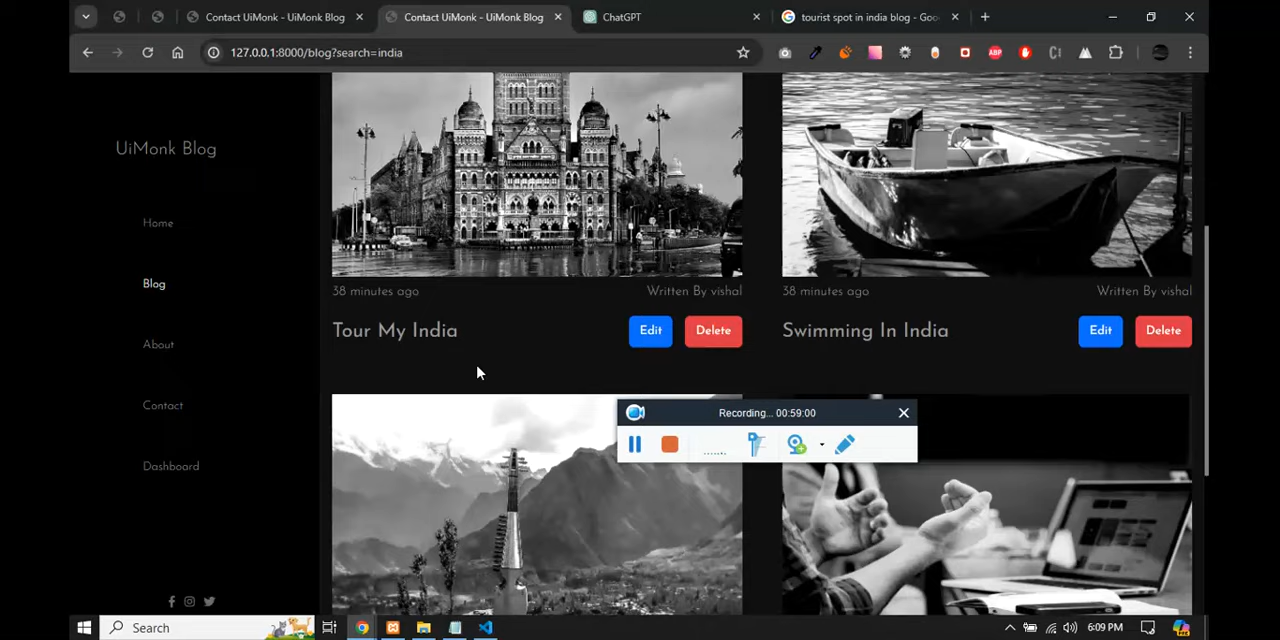 Contact UiMonk - UiMonk Blog
Contact UiMonk - UiMonk Blog
ChatGPT
tourist spot in india blog - Goo
127.0.0.1:8000/blog?search=india
ABP
UiMonk Blog
Home
Blog
About
Contact
Dashboard
38 minutes ago
Written By vishal
38 minutes ago
Written By vishal
Tour My India
Edit
Delete
Swimming In India
Edit
Delete
Recording... 00:59:00
Search
6:09 PM